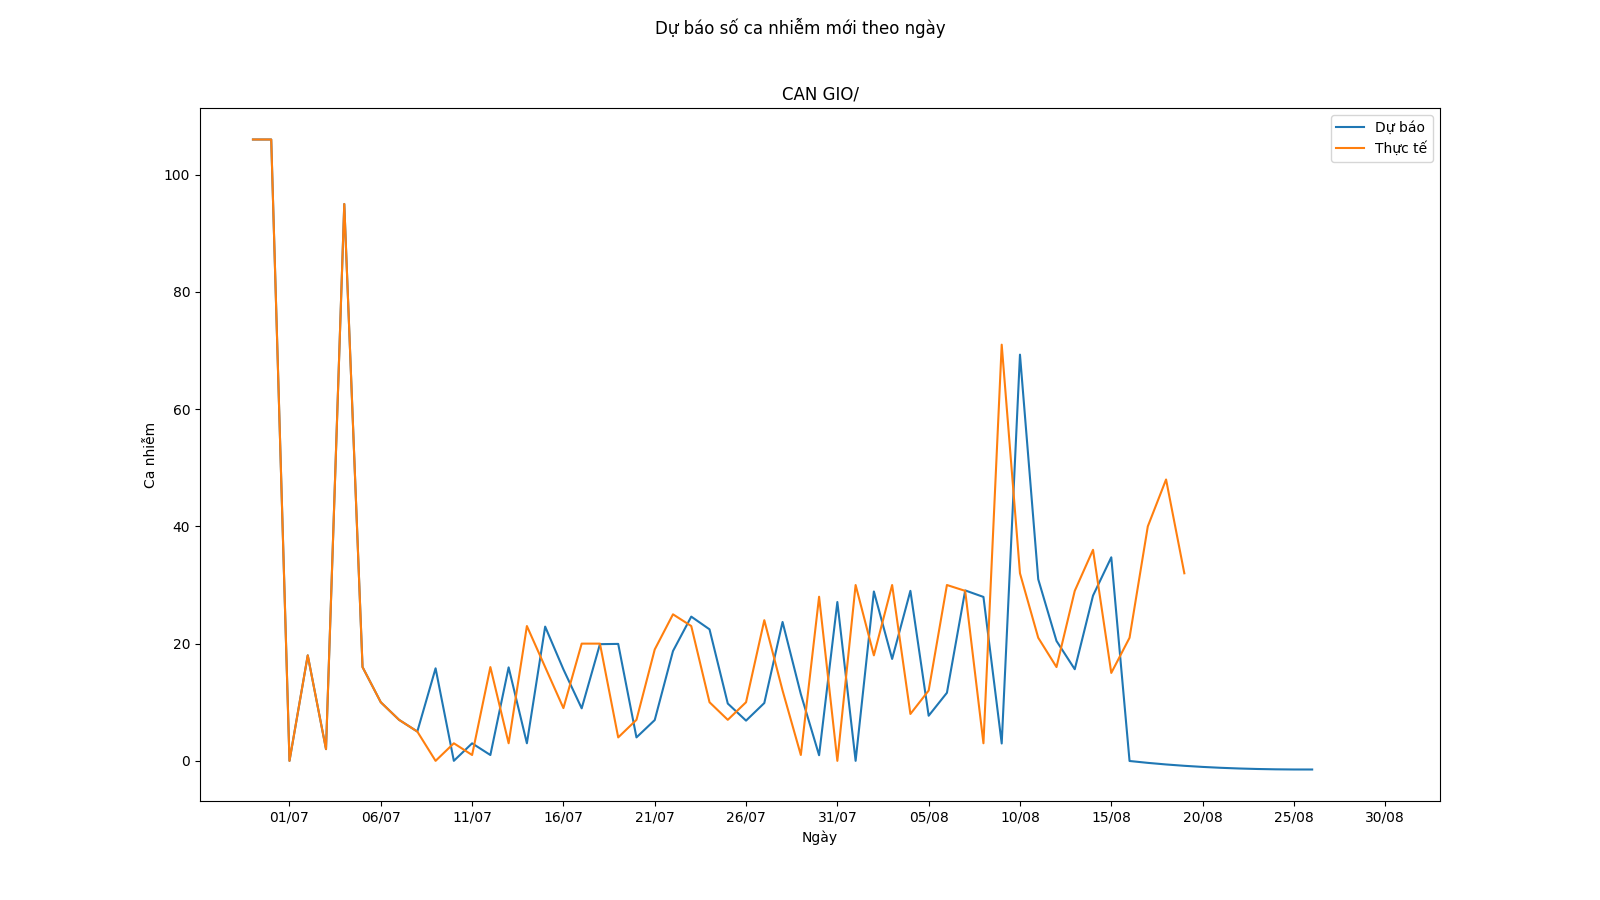 Dự báo số ca nhiễm mới theo ngày
CAN GIO/
Dự báo
Thực tế
100
80
60
40
20
0
Ca nhiễm
01/07 06/07 11/07 16/07 21/07 26/07 31/07 05/08 10/08 15/08 20/08 25/08 30/08
Ngày